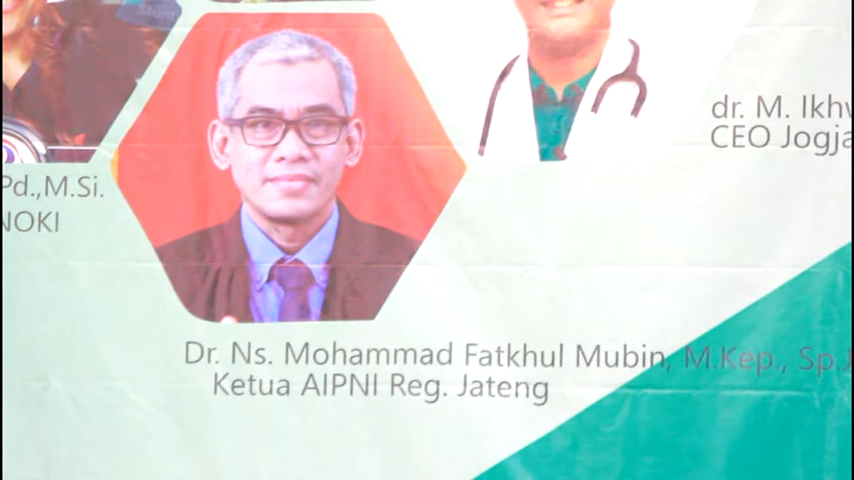 Pd.,M.Si.
NOKI
dr. M. Ikhw
CEO Jogja
Dr. Ns. Mohammad Fatkhul Mubin, M.Kep., Sp.J
Ketua AIPNI Reg. Jateng